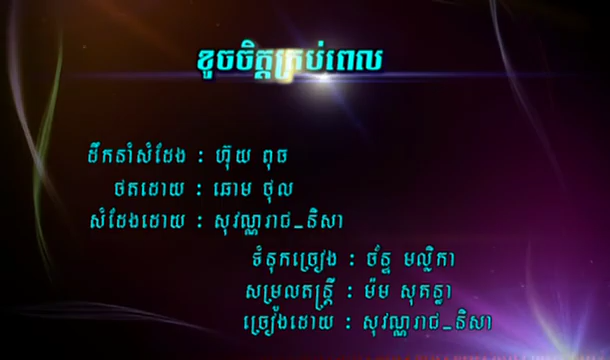 ខូចចិត្តគ្រប់ពេល
ដឹកនាំសំដែង : ហ៊ុយ ពុច
ថតដោយ : ឆោម ថុល
សំដែងដោយ : សុវណ្ណរាជ_និសា
ទំនុកច្រៀង : ច័ន្ទ មល្លិកា
សម្រួលតន្ត្រី : ម៉ម សុគន្ធា
ច្រៀងដោយ : សុវណ្ណរាជ_និសា